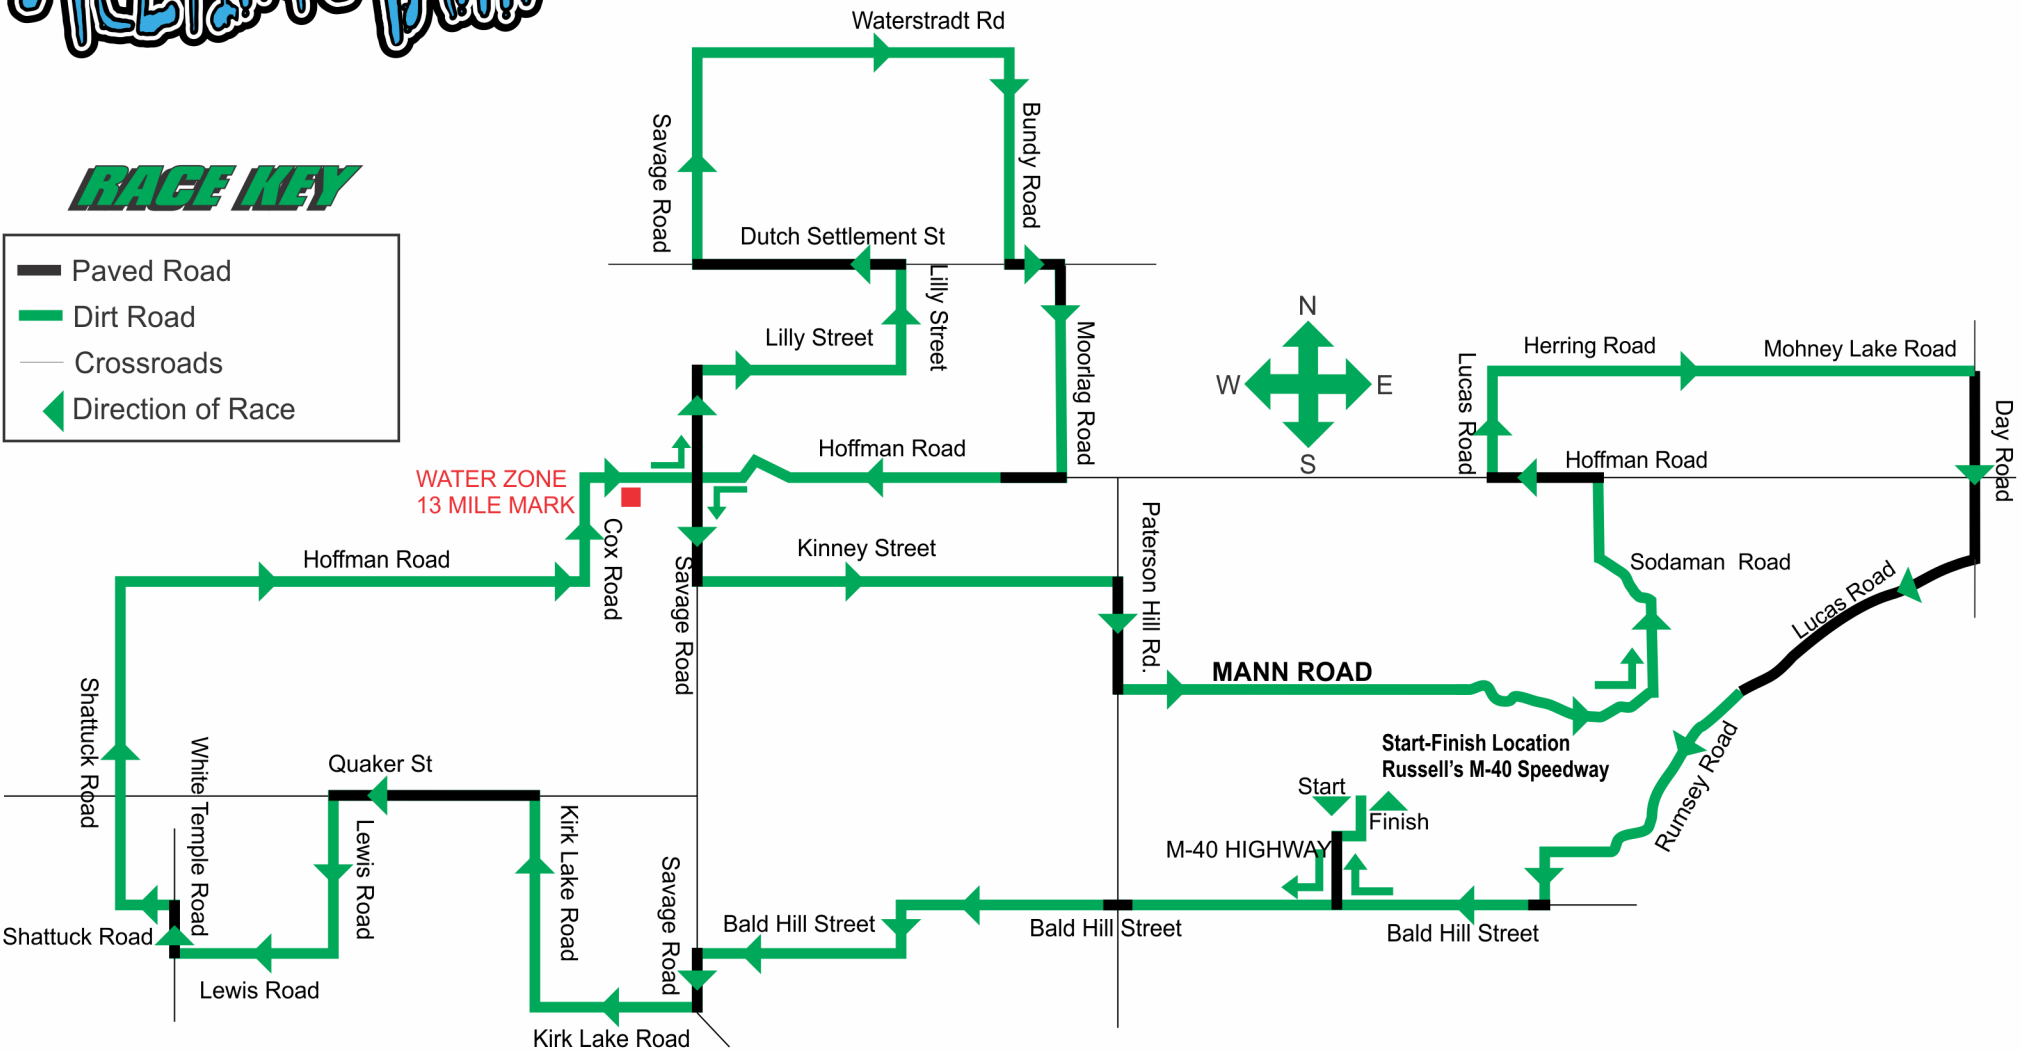 Waterstradt Rd
Savage Road
Bundy Road
RACE KEY
Paved Road
Dirt Road
Crossroads
Direction of Race
Dutch Settlement St
Lilly Street
Lilly Street
Moorlag Road
N
W
E
S
Herring Road
Mohney Lake Road
Lucas Road
Day Road
Hoffman Road
Hoffman Road
WATER ZONE
13 MILE MARK
Cox Road
Hoffman Road
Kinney Street
Savage Road
Paterson Hill Rd.
Sodaman Road
Lucas Road
MANN ROAD
Shattuck Road
White Temple Road
Quaker St
Start-Finish Location
Russell's M-40 Speedway
Start
Finish
Rumsey Road
M-40 HIGHWAY
Lewis Road
Kirk Lake Road
Savage Road
Bald Hill Street
Bald Hill Street
Bald Hill Street
Shattuck Road
Lewis Road
Kirk Lake Road